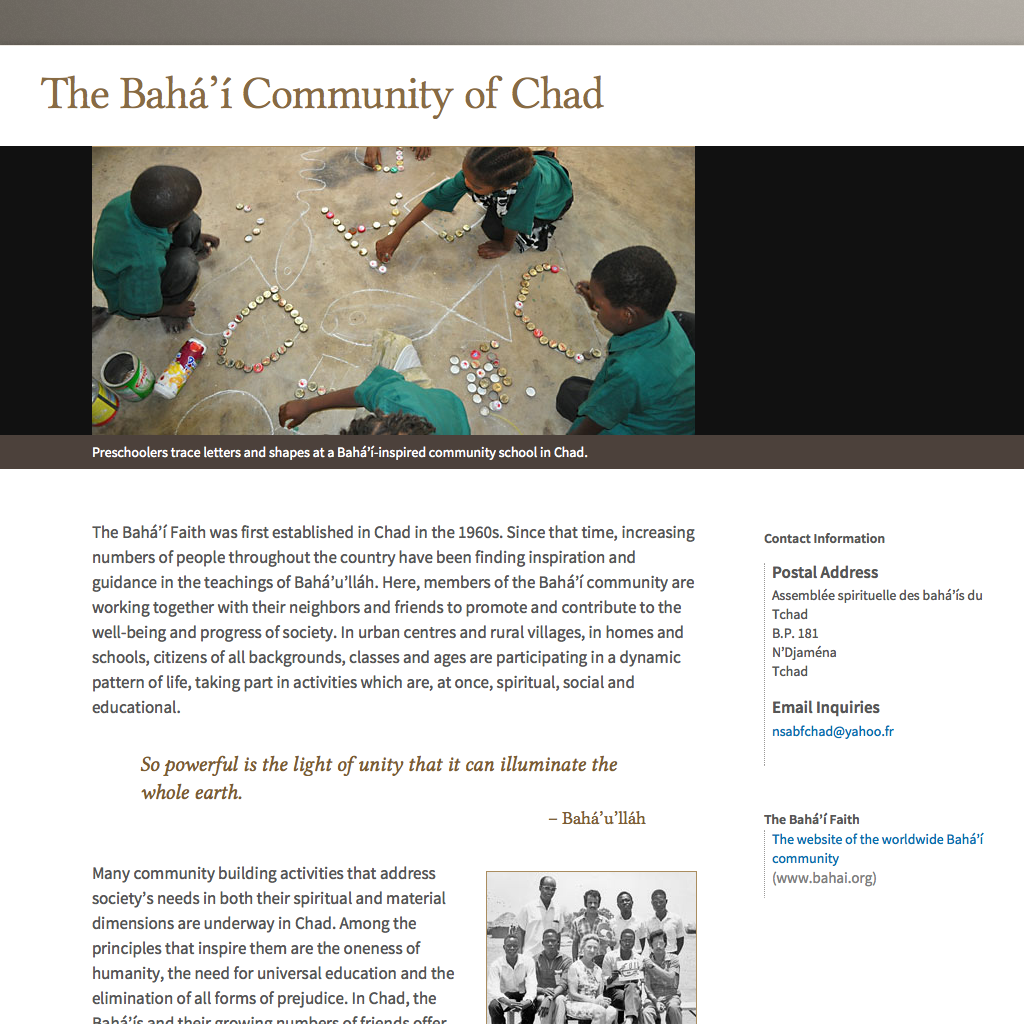 The Bahá’í Community of Chad
Preschoolers trace letters and shapes at a Bahá’í-inspired community school in Chad.
The Bahá’í Faith was first established in Chad in the 1960s. Since that time, increasing
numbers of people throughout the country have been finding inspiration and
guidance in the teachings of Bahá’u’lláh. Here, members of the Bahá’í community are
working together with their neighbors and friends to promote and contribute to the
well-being and progress of society. In urban centres and rural villages, in homes and
schools, citizens of all backgrounds, classes and ages are participating in a dynamic
pattern of life, taking part in activities which are, at once, spiritual, social and
educational.
So powerful is the light of unity that it can illuminate the
whole earth.
– Bahá’u’lláh
Many community building activities that address
society’s needs in both their spiritual and material
dimensions are underway in Chad. Among the
principles that inspire them are the oneness of
humanity, the need for universal education and the
elimination of all forms of prejudice. In Chad, the
Bahá’ís and their growing numbers of friends offer
Contact Information
Postal Address
Assemblée spirituelle des bahá’ís du
Tchad
B.P. 181
N’Djaména
Tchad
Email Inquiries
nsabfchad@yahoo.fr
The Bahá’í Faith
The website of the worldwide Bahá’í
community
(www.bahai.org)